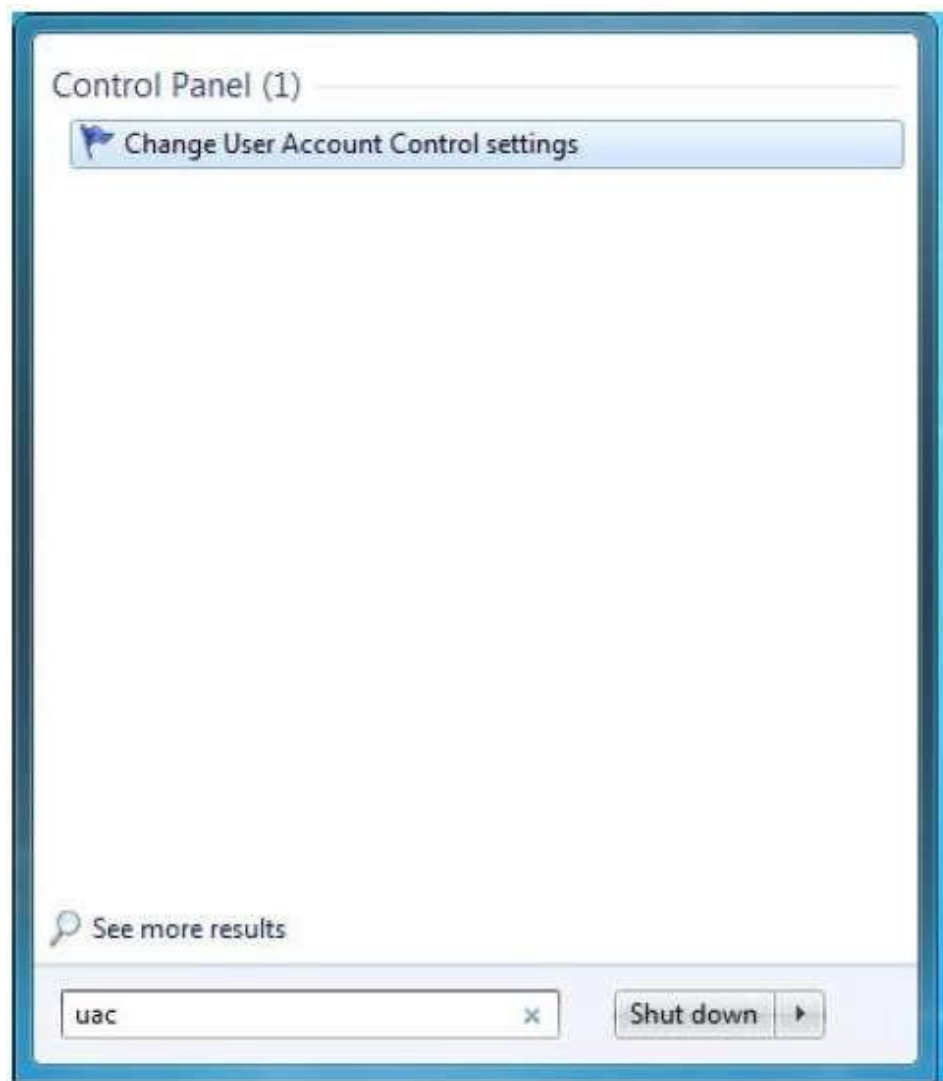 Control Panel (1)
Change User Account Control settings
See more results
uac
Shut down